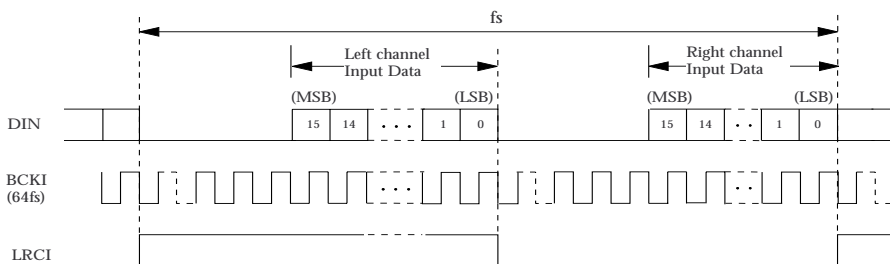 fs
Left channel
Input Data
Right channel
Input Data
(MSB) (LSB) (MSB) (LSB)
DIN 15 14 ... 1 0 15 14 .. 1 0
BCKI ... ..
(64fs)
LRCI